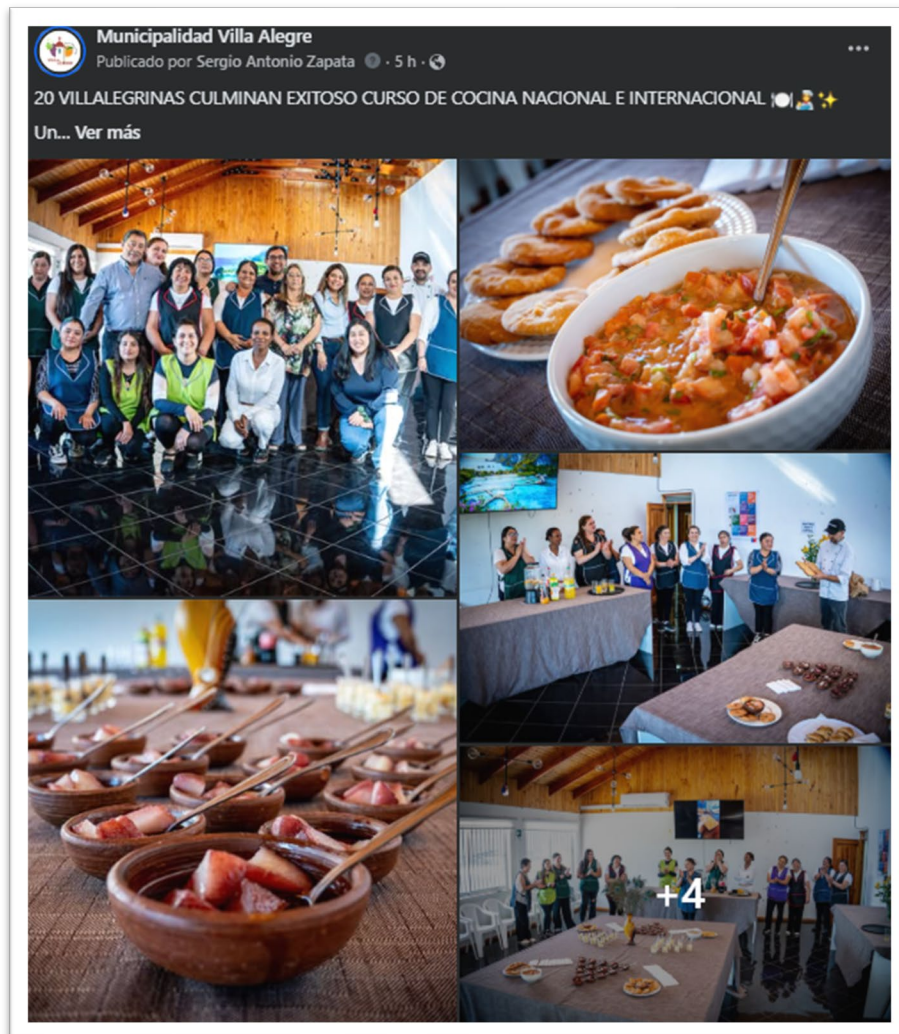 Municipalidad Villa Alegre
Publicado por Sergio Antonio Zapata · 5 h ·
20 VILLALEGRINAS CULMINAN EXITOSO CURSO DE COCINA NACIONAL E INTERNACIONAL 🍽️👩‍🍳✨
Un... Ver más
+4